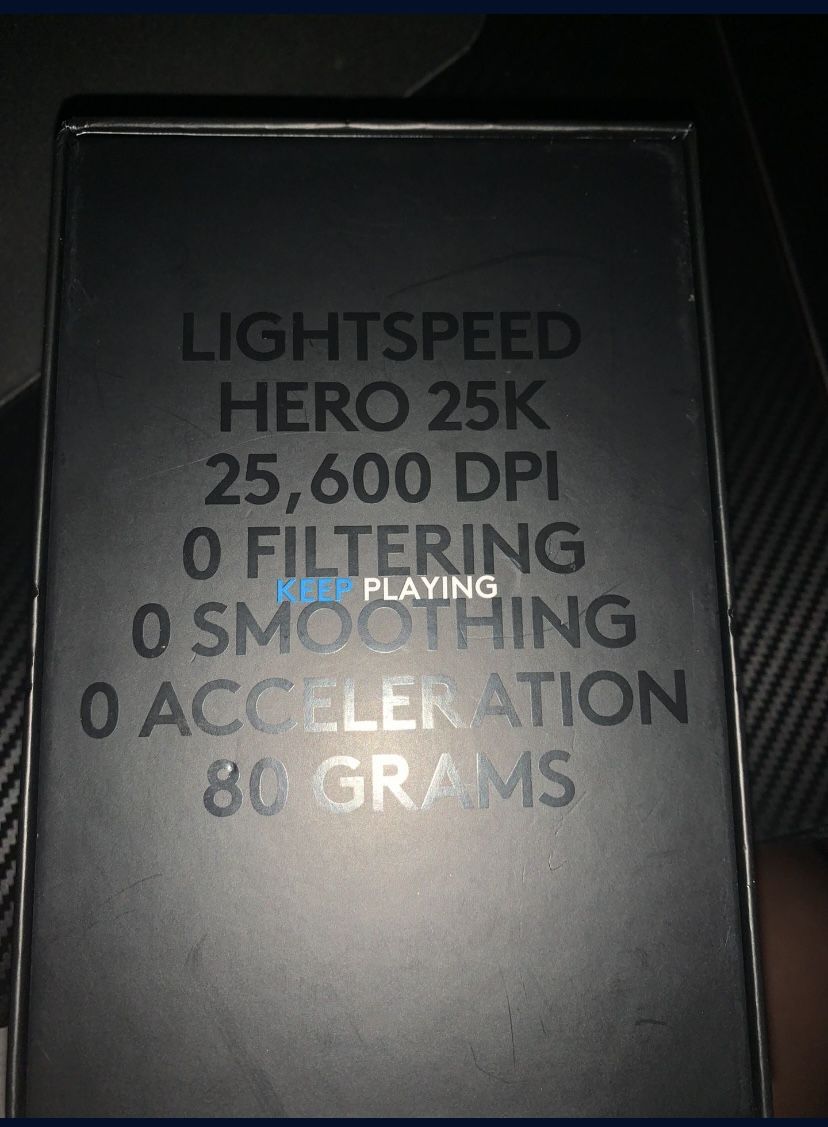 LIGHTSPEED
HERO 25K
25,600 DPI
0 FILTERING
KEEP PLAYING
0 SMOOTHING
0 ACCELERATION
80 GRAMS